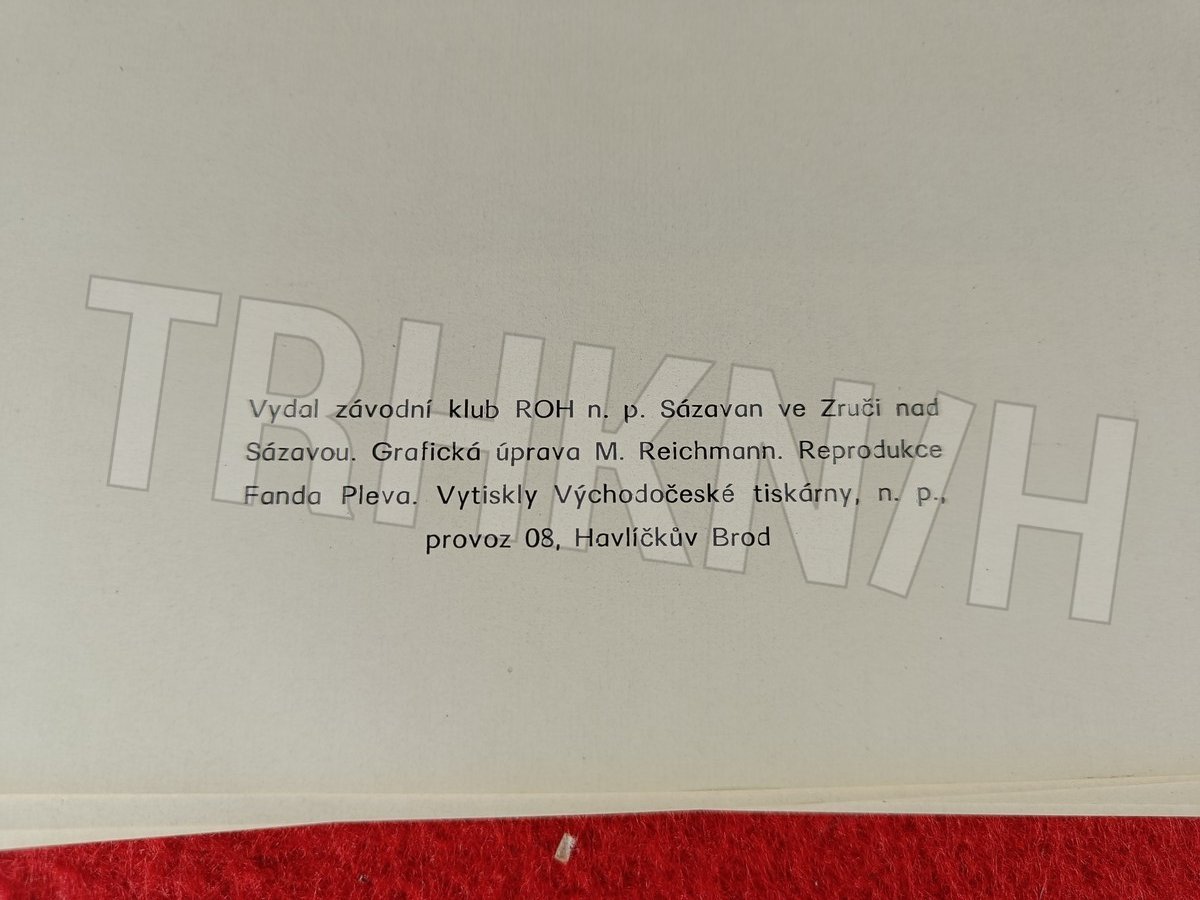 Vydal závodní klub ROH n. p. Sázavan ve Zruči nad
Sázavou. Grafická úprava M. Reichmann. Reprodukce
Fanda Pleva. Vytiskly Východočeské tiskárny, n. p.,
provoz 08, Havlíčkův Brod
TRHKNIH